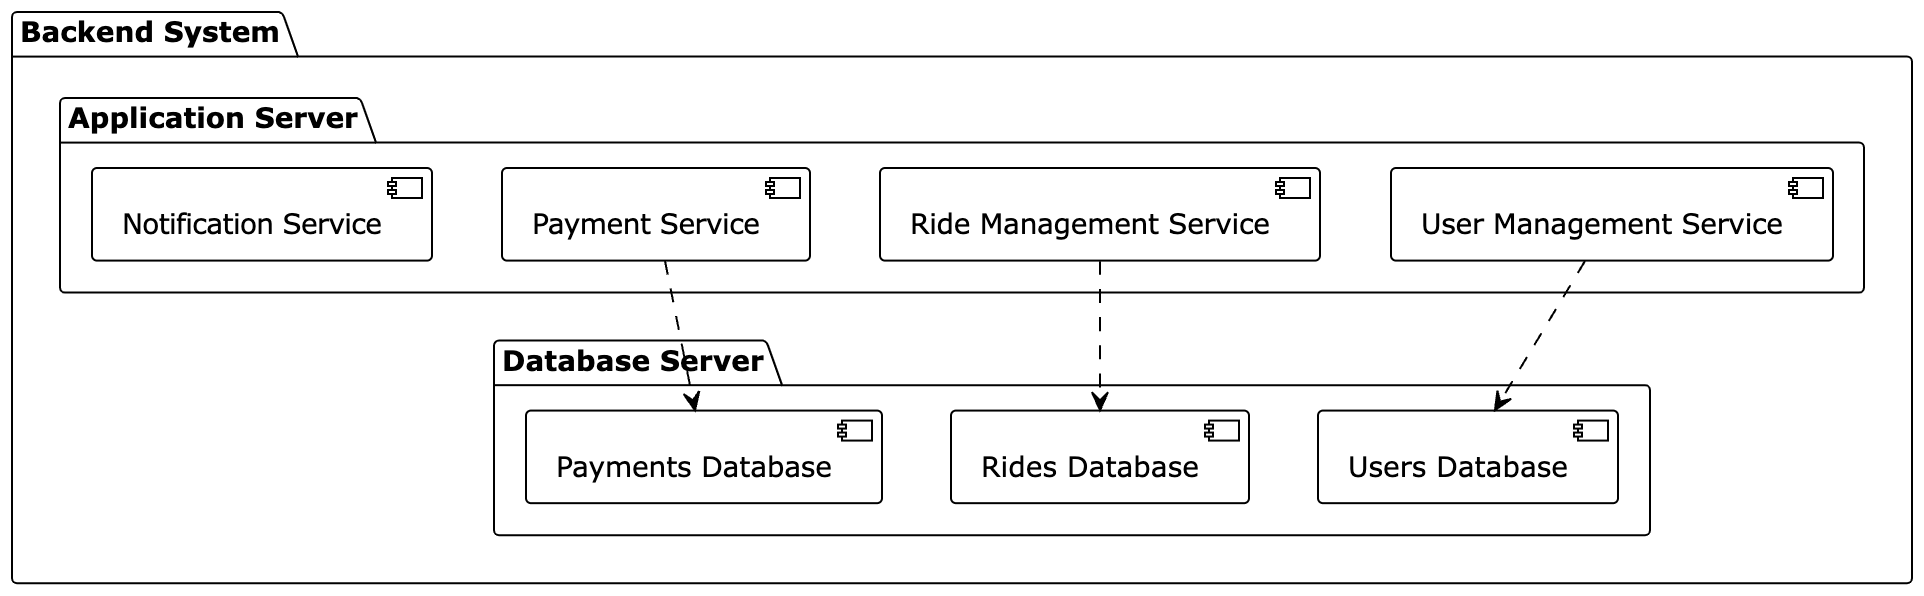 Backend System
Application Server
Notification Service
Payment Service
Ride Management Service
User Management Service
Database Server
Payments Database
Rides Database
Users Database